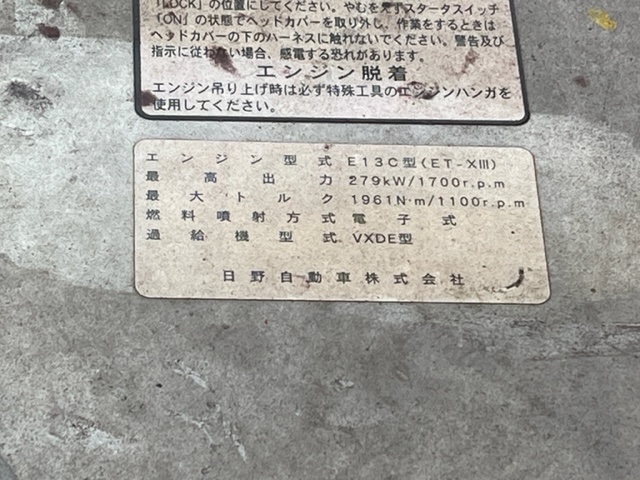 「LOCK」の位置にしてください。やむをえずスタータスイッチ
「ON」の状態でヘッドカバーを取り外し、作業をするときは
ヘッドカバーの下のハーネスに触れないでください。警告及び
指示に従わない場合、感電する恐れがあります。
エンジン脱着
エンジン吊り上げ時は必ず特殊工具のエンジンハンガを
使用してください。
エンジン型式 E13C型(ET-XIII)
最高出力 279kW/1700r.p.m
最大トルク 1961N·m/1100r.p.m
燃料噴射方式 電子式
過給機型式 VXDE型
日野自動車株式会社